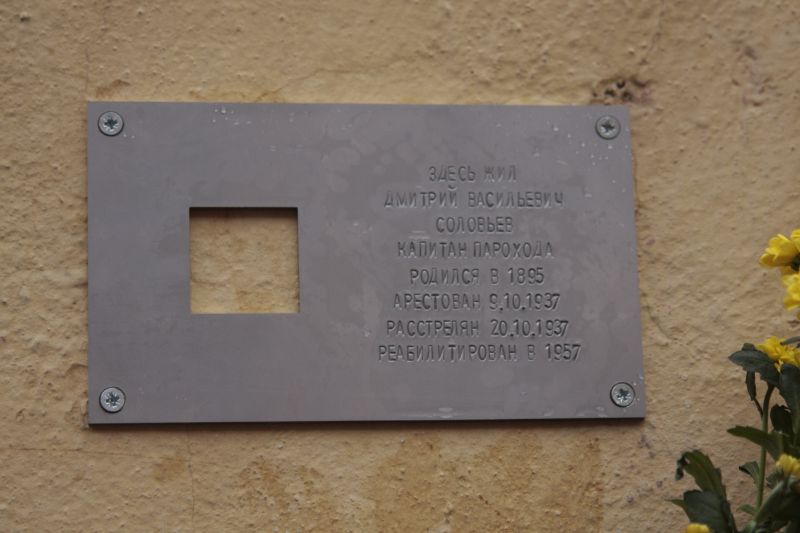 ЗДЕСЬ ЖИЛ
ДМИТРИЙ ВАСИЛЬЕВИЧ
СОЛОВЬЕВ
КАПИТАН ПАРОХОДА
РОДИЛСЯ В 1895
АРЕСТОВАН 9.10.1937
РАССТРЕЛЯН 20.10.1937
РЕАБИЛИТИРОВАН В 1957